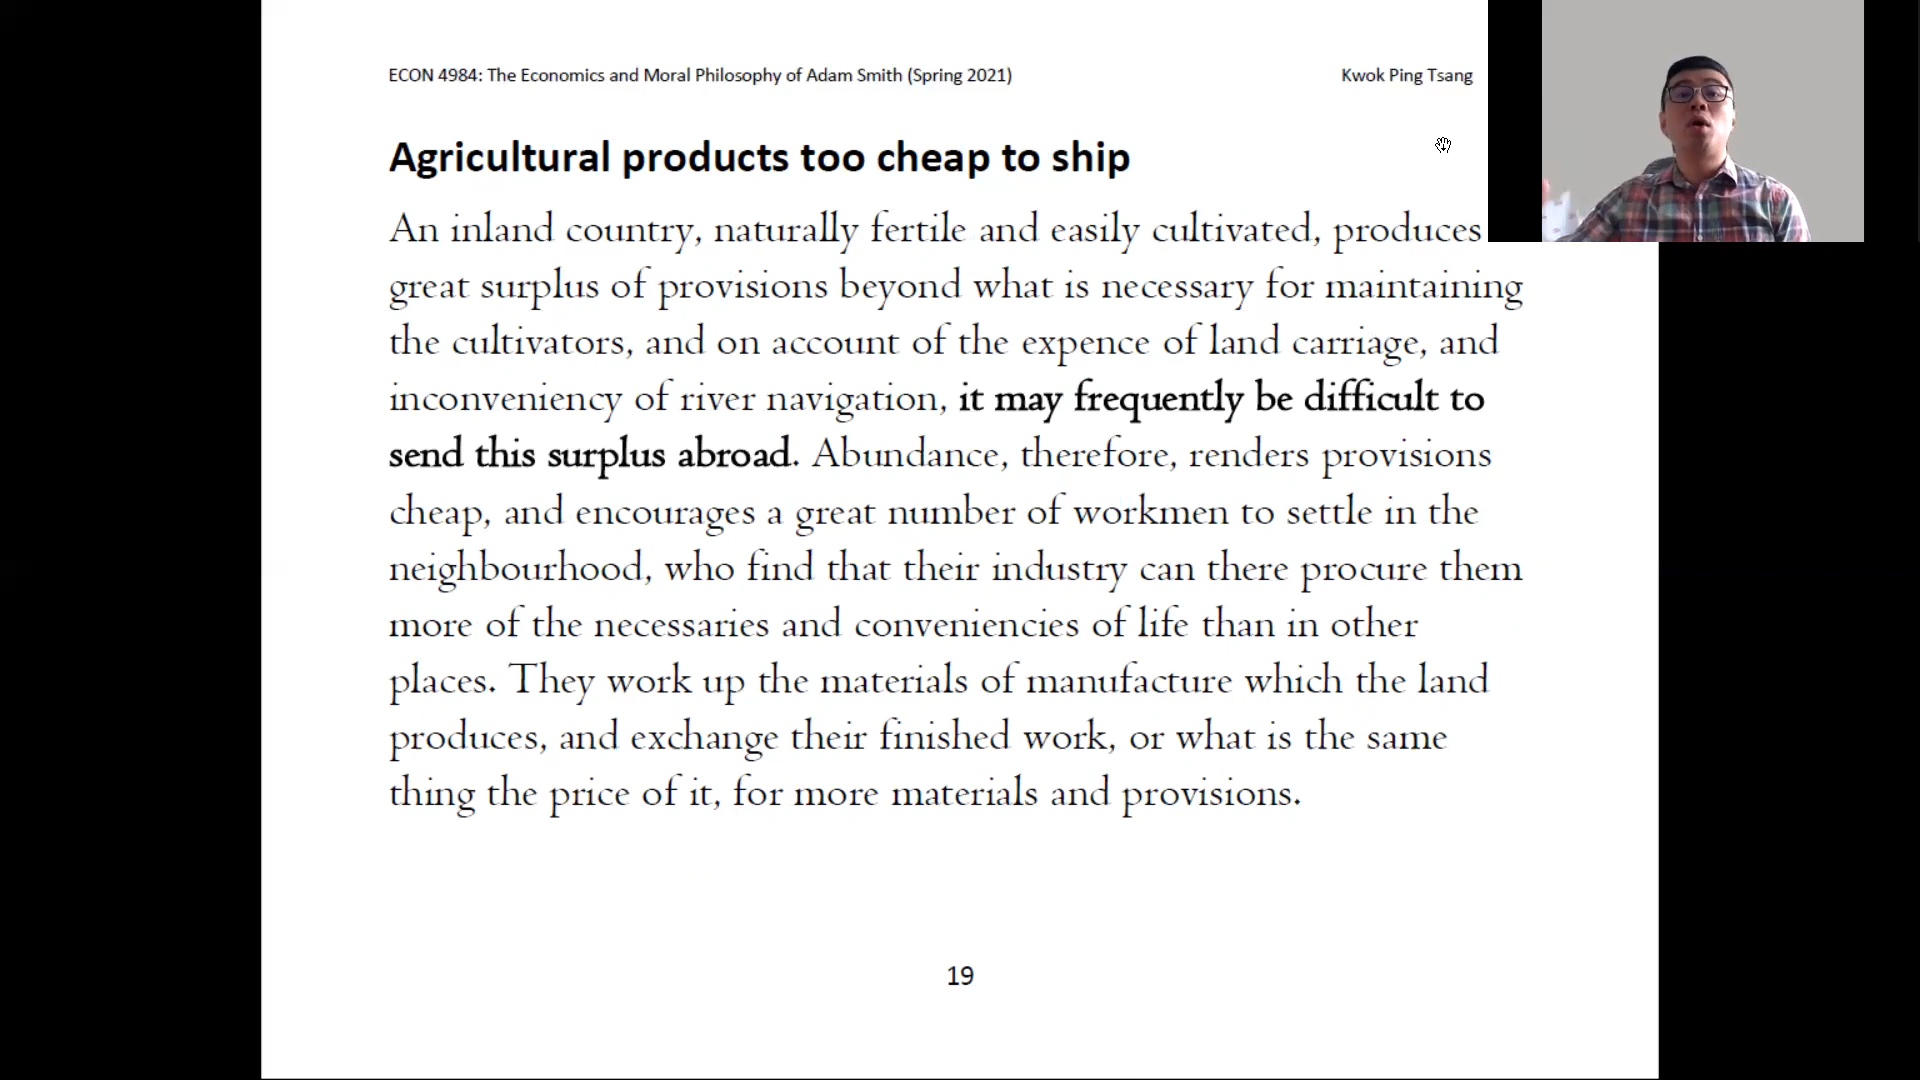 ECON 4984: The Economics and Moral Philosophy of Adam Smith (Spring 2021)
Kwok Ping Tsang
Agricultural products too cheap to ship
An inland country, naturally fertile and easily cultivated, produces
great surplus of provisions beyond what is necessary for maintaining
the cultivators, and on account of the expence of land carriage, and
inconveniency of river navigation, it may frequently be difficult to
send this surplus abroad. Abundance, therefore, renders provisions
cheap, and encourages a great number of workmen to settle in the
neighbourhood, who find that their industry can there procure them
more of the necessaries and conveniencies of life than in other
places. They work up the materials of manufacture which the land
produces, and exchange their finished work, or what is the same
thing the price of it, for more materials and provisions.
19